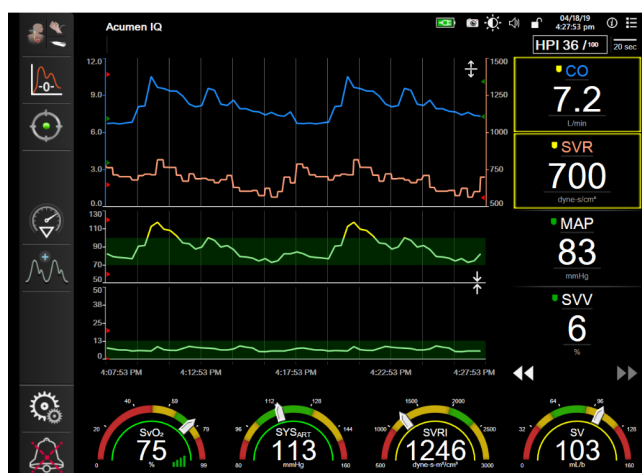 Acumen IQ
04/18/19
4:27:53 pm
HPI 36 /100
20 sec
12.0
9.0
6.0
3.0
0.0
1500
1250
1000
750
500
CO
7.2
L/min
SVR
700
dyne-s/cm⁵
130
110
90
70
50
MAP
83
mmHg
50
38
25
13
0
SVV
6
%
4:07:53 PM
4:12:53 PM
4:17:53 PM
4:22:53 PM
4:27:53 PM
0
20
40
59
79
99
SvO₂
75
%
80
96
112
128
144
160
SYSART
113
mmHg
0
600
1500
2000
2500
3000
SVRI
1246
dyne-s-m²/cm⁵
0
32
64
96
128
160
SV
103
mL/b
-0-